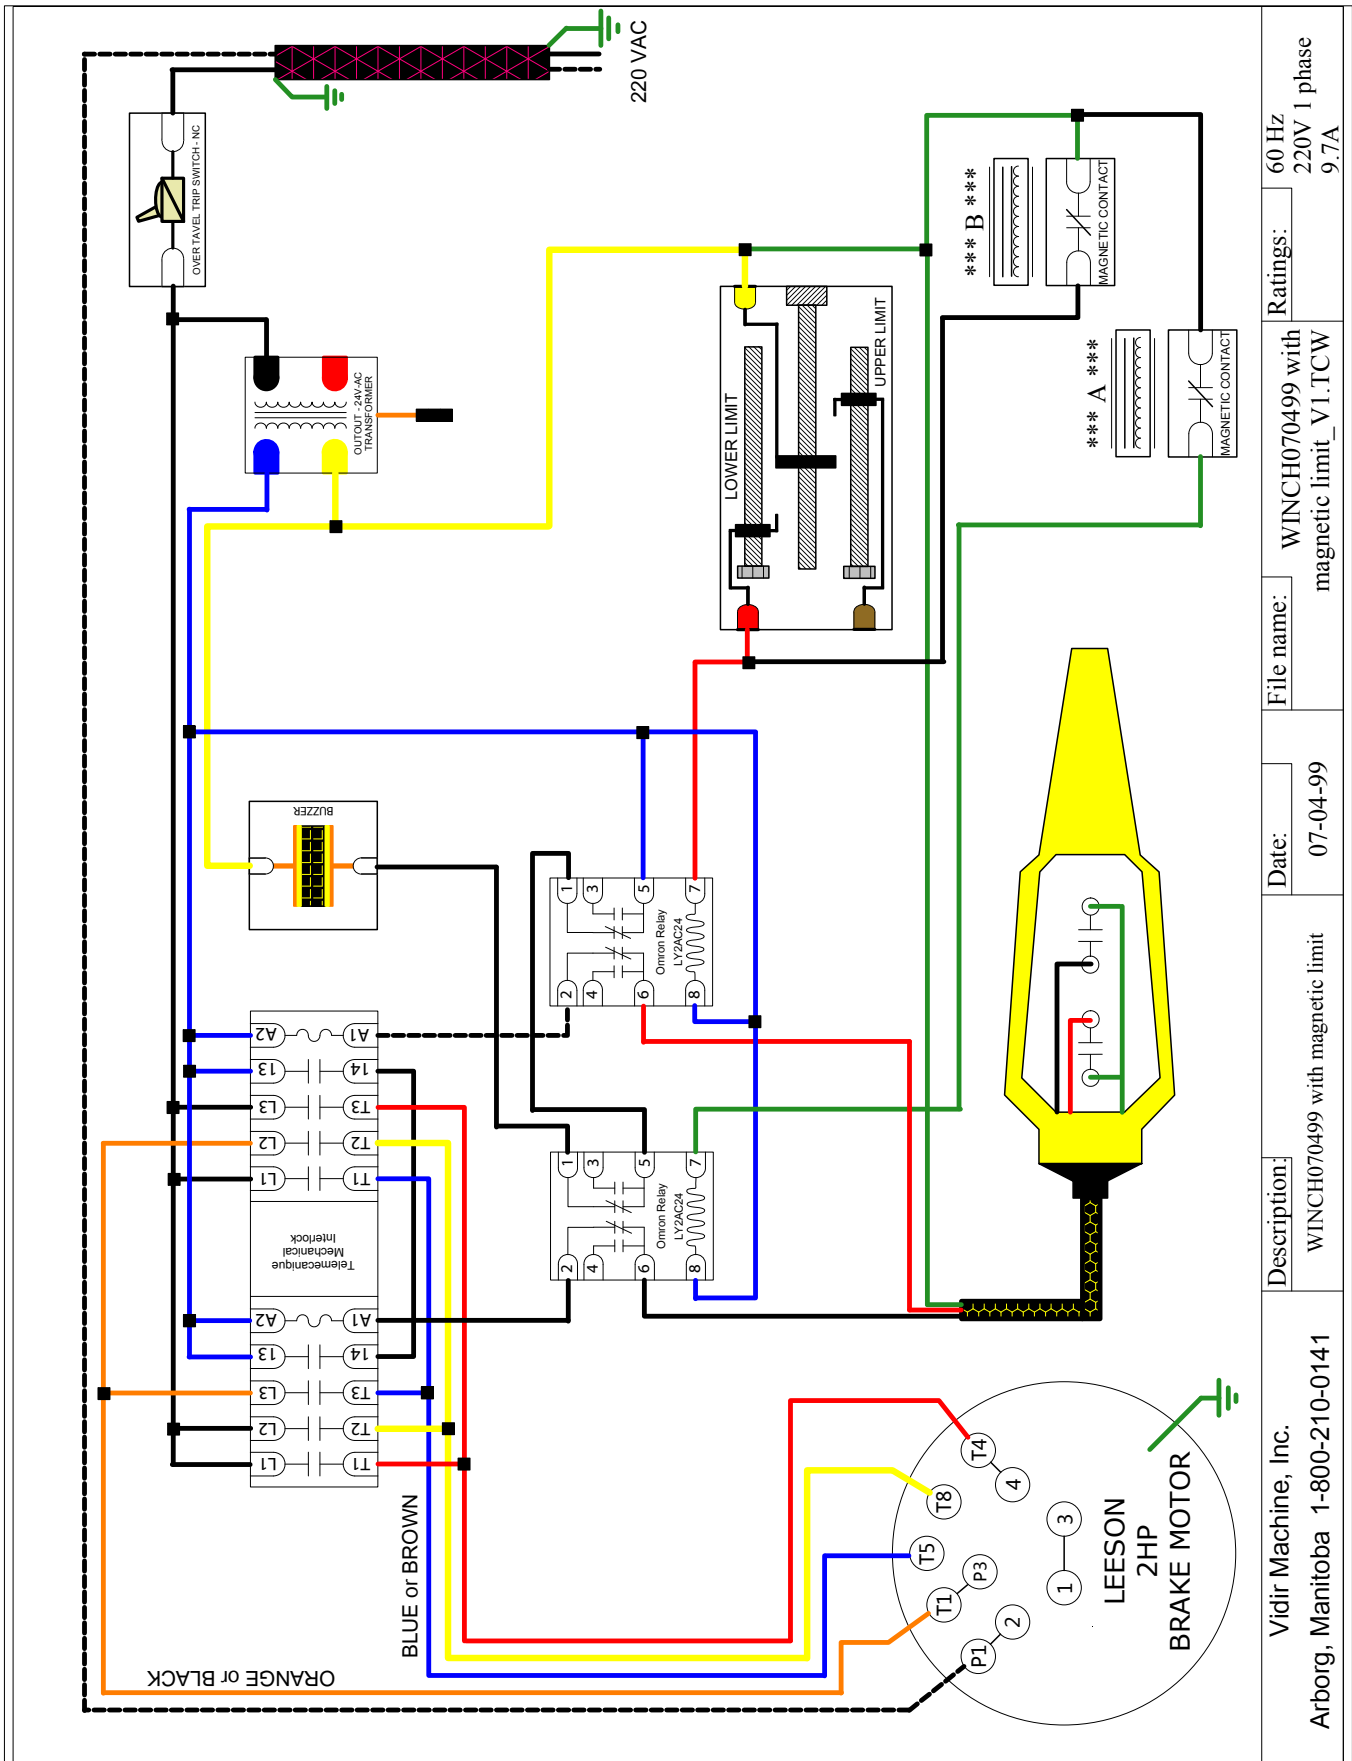 220 VAC
OVER TAVEL TRIP SWITCH - NC
OUTOUT - 24V-AC
TRANSFORMER
LOWER LIMIT
UPPER LIMIT
*** B ***
MAGNETIC CONTACT
*** A ***
MAGNETIC CONTACT
BUZZER
A2 A1
13 14
L3 T3
L2 T2
L1 T1
Telemecanique
Mechanical
Interlock
A2 A1
13 14
L3 T3
L2 T2
L1 T1
1 3 5 7
Omron Relay
LY2AC24
2 4 6 8
1 3 5 7
Omron Relay
LY2AC24
2 4 6 8
BLUE or BROWN
ORANGE or BLACK
T4
4
T8
T5
P3
T1
2
P1
3
1
LEESON
2HP
BRAKE MOTOR
Vidir Machine, Inc.
Arborg, Manitoba 1-800-210-0141
Description:
WINCH070499 with magnetic limit
Date:
07-04-99
File name:
WINCH070499 with
magnetic limit_V1.TCW
Ratings:
60 Hz
220V 1 phase
9.7A